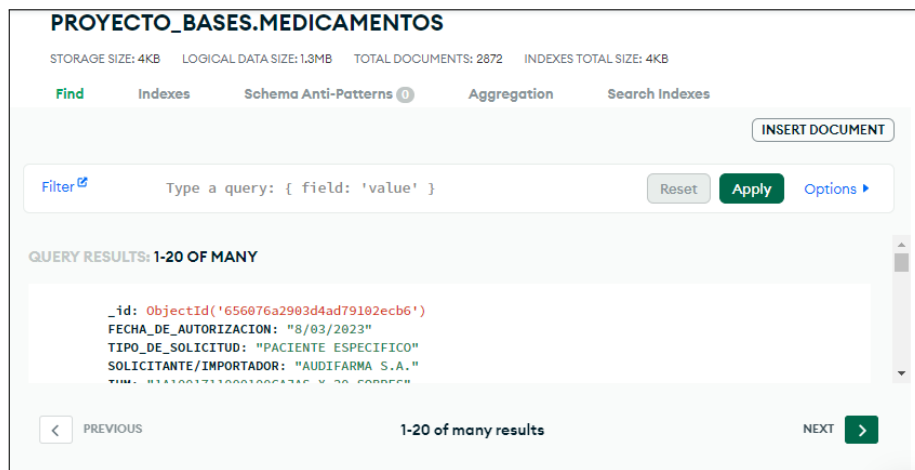 PROYECTO_BASES.MEDICAMENTOS
STORAGE SIZE: 4KB LOGICAL DATA SIZE: 1.3MB TOTAL DOCUMENTS: 2872 INDEXES TOTAL SIZE: 4KB
Find Indexes Schema Anti-Patterns 0 Aggregation Search Indexes
INSERT DOCUMENT
Filter Type a query: { field: 'value' } Reset Apply Options
QUERY RESULTS: 1-20 OF MANY
_id: ObjectId('656076a2903d4ad79102ecb6')
FECHA_DE_AUTORIZACION: "8/03/2023"
TIPO_DE_SOLICITUD: "PACIENTE ESPECIFICO"
SOLICITANTE/IMPORTADOR: "AUDIFARMA S.A."
PREVIOUS 1-20 of many results NEXT